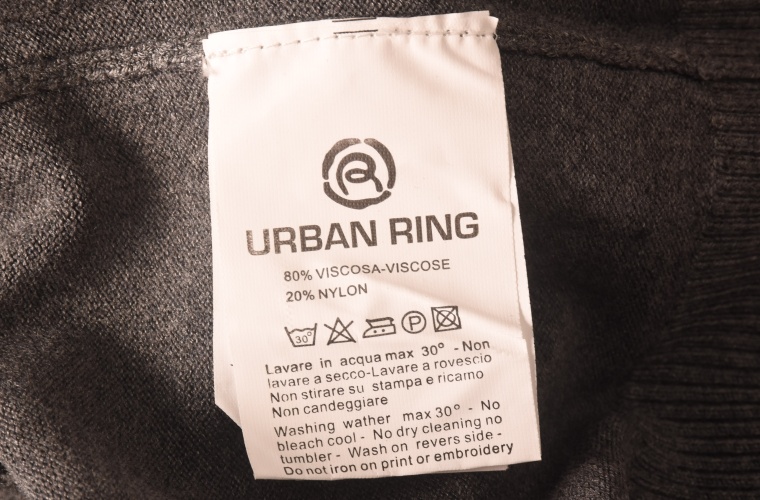 URBAN RING
80% VISCOSA-VISCOSE
20% NYLON
30°
P
Lavare in acqua max 30° - Non
lavare a secco-Lavare a rovescio
Non stirare su stampa e ricamo
Non candeggiare
Washing wather max 30° - No
bleach cool - No dry cleaning no
tumbler - Wash on revers side -
Do not iron on print or embroidery